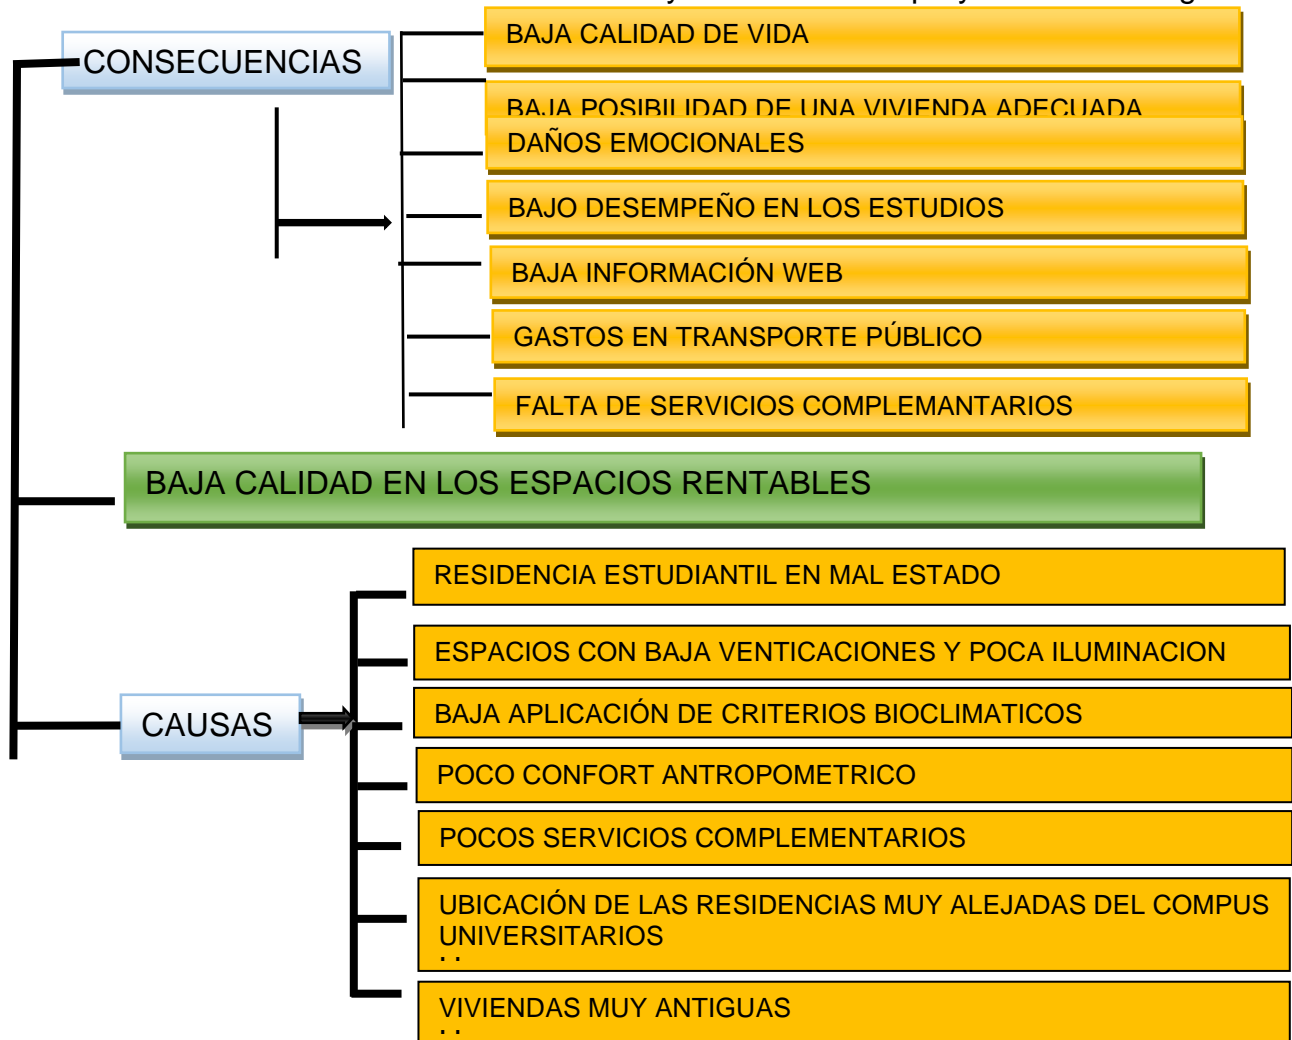 CONSECUENCIAS
BAJA CALIDAD DE VIDA
BAJA POSIBILIDAD DE UNA VIVIENDA ADECUADA
DAÑOS EMOCIONALES
BAJO DESEMPEÑO EN LOS ESTUDIOS
BAJA INFORMACIÓN WEB
GASTOS EN TRANSPORTE PÚBLICO
FALTA DE SERVICIOS COMPLEMANTARIOS
BAJA CALIDAD EN LOS ESPACIOS RENTABLES
CAUSAS
RESIDENCIA ESTUDIANTIL EN MAL ESTADO
ESPACIOS CON BAJA VENTICACIONES Y POCA ILUMINACION
BAJA APLICACIÓN DE CRITERIOS BIOCLIMATICOS
POCO CONFORT ANTROPOMETRICO
POCOS SERVICIOS COMPLEMENTARIOS
UBICACIÓN DE LAS RESIDENCIAS MUY ALEJADAS DEL COMPUS
UNIVERSITARIOS
VIVIENDAS MUY ANTIGUAS